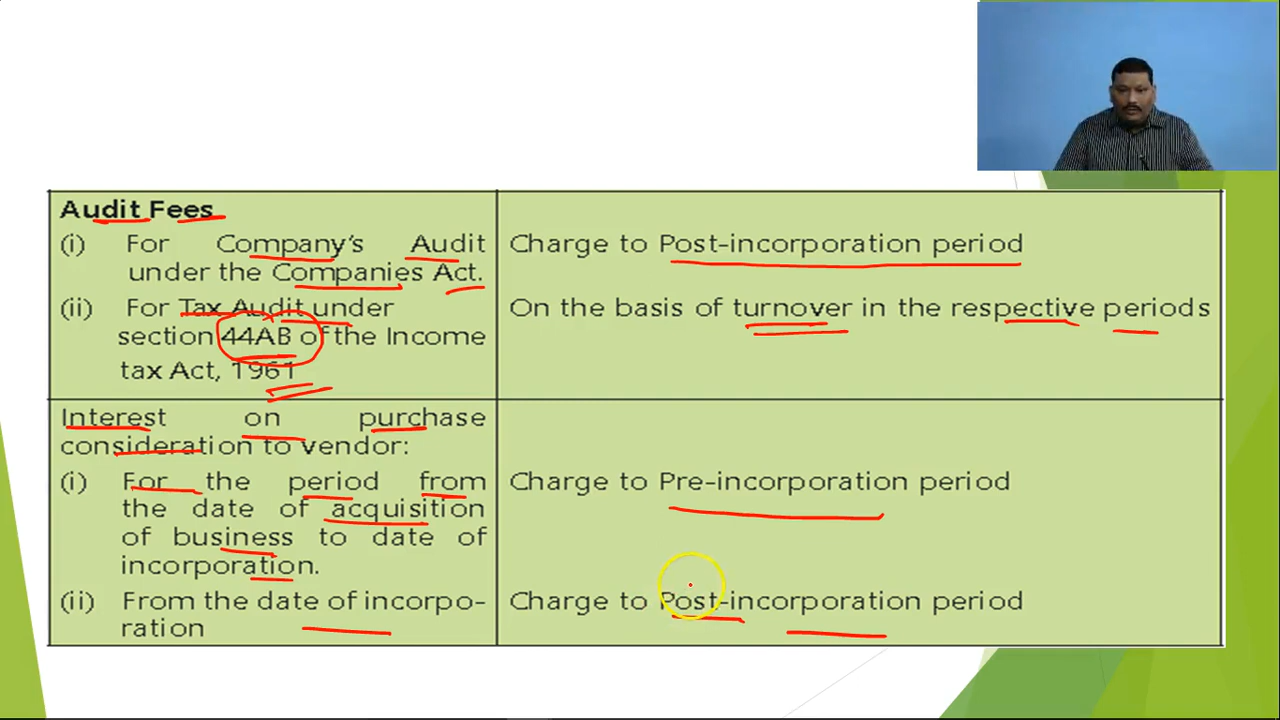 Audit Fees
(i) For Company's Audit
under the Companies Act.
Charge to Post-incorporation period
(ii) For Tax Audit under
section 44AB of the Income
tax Act, 1961
On the basis of turnover in the respective periods
Interest on purchase
consideration to vendor:
(i) For the period from
the date of acquisition
of business to date of
incorporation.
Charge to Pre-incorporation period
(ii) From the date of incorpo-
ration
Charge to Post-incorporation period